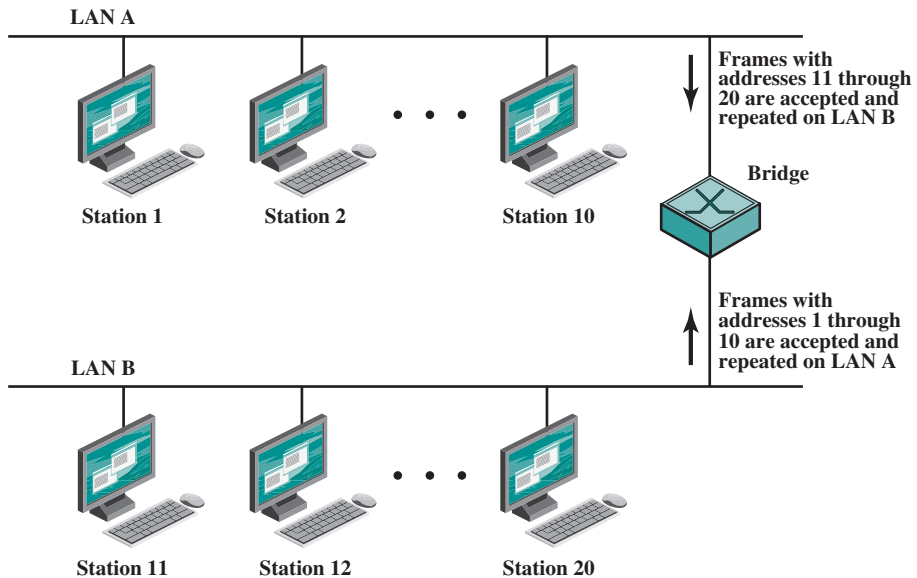 LAN A
Frames with
addresses 11 through
20 are accepted and
repeated on LAN B
Bridge
Station 1
Station 2
Station 10
Frames with
addresses 1 through
10 are accepted and
repeated on LAN A
LAN B
Station 11
Station 12
Station 20